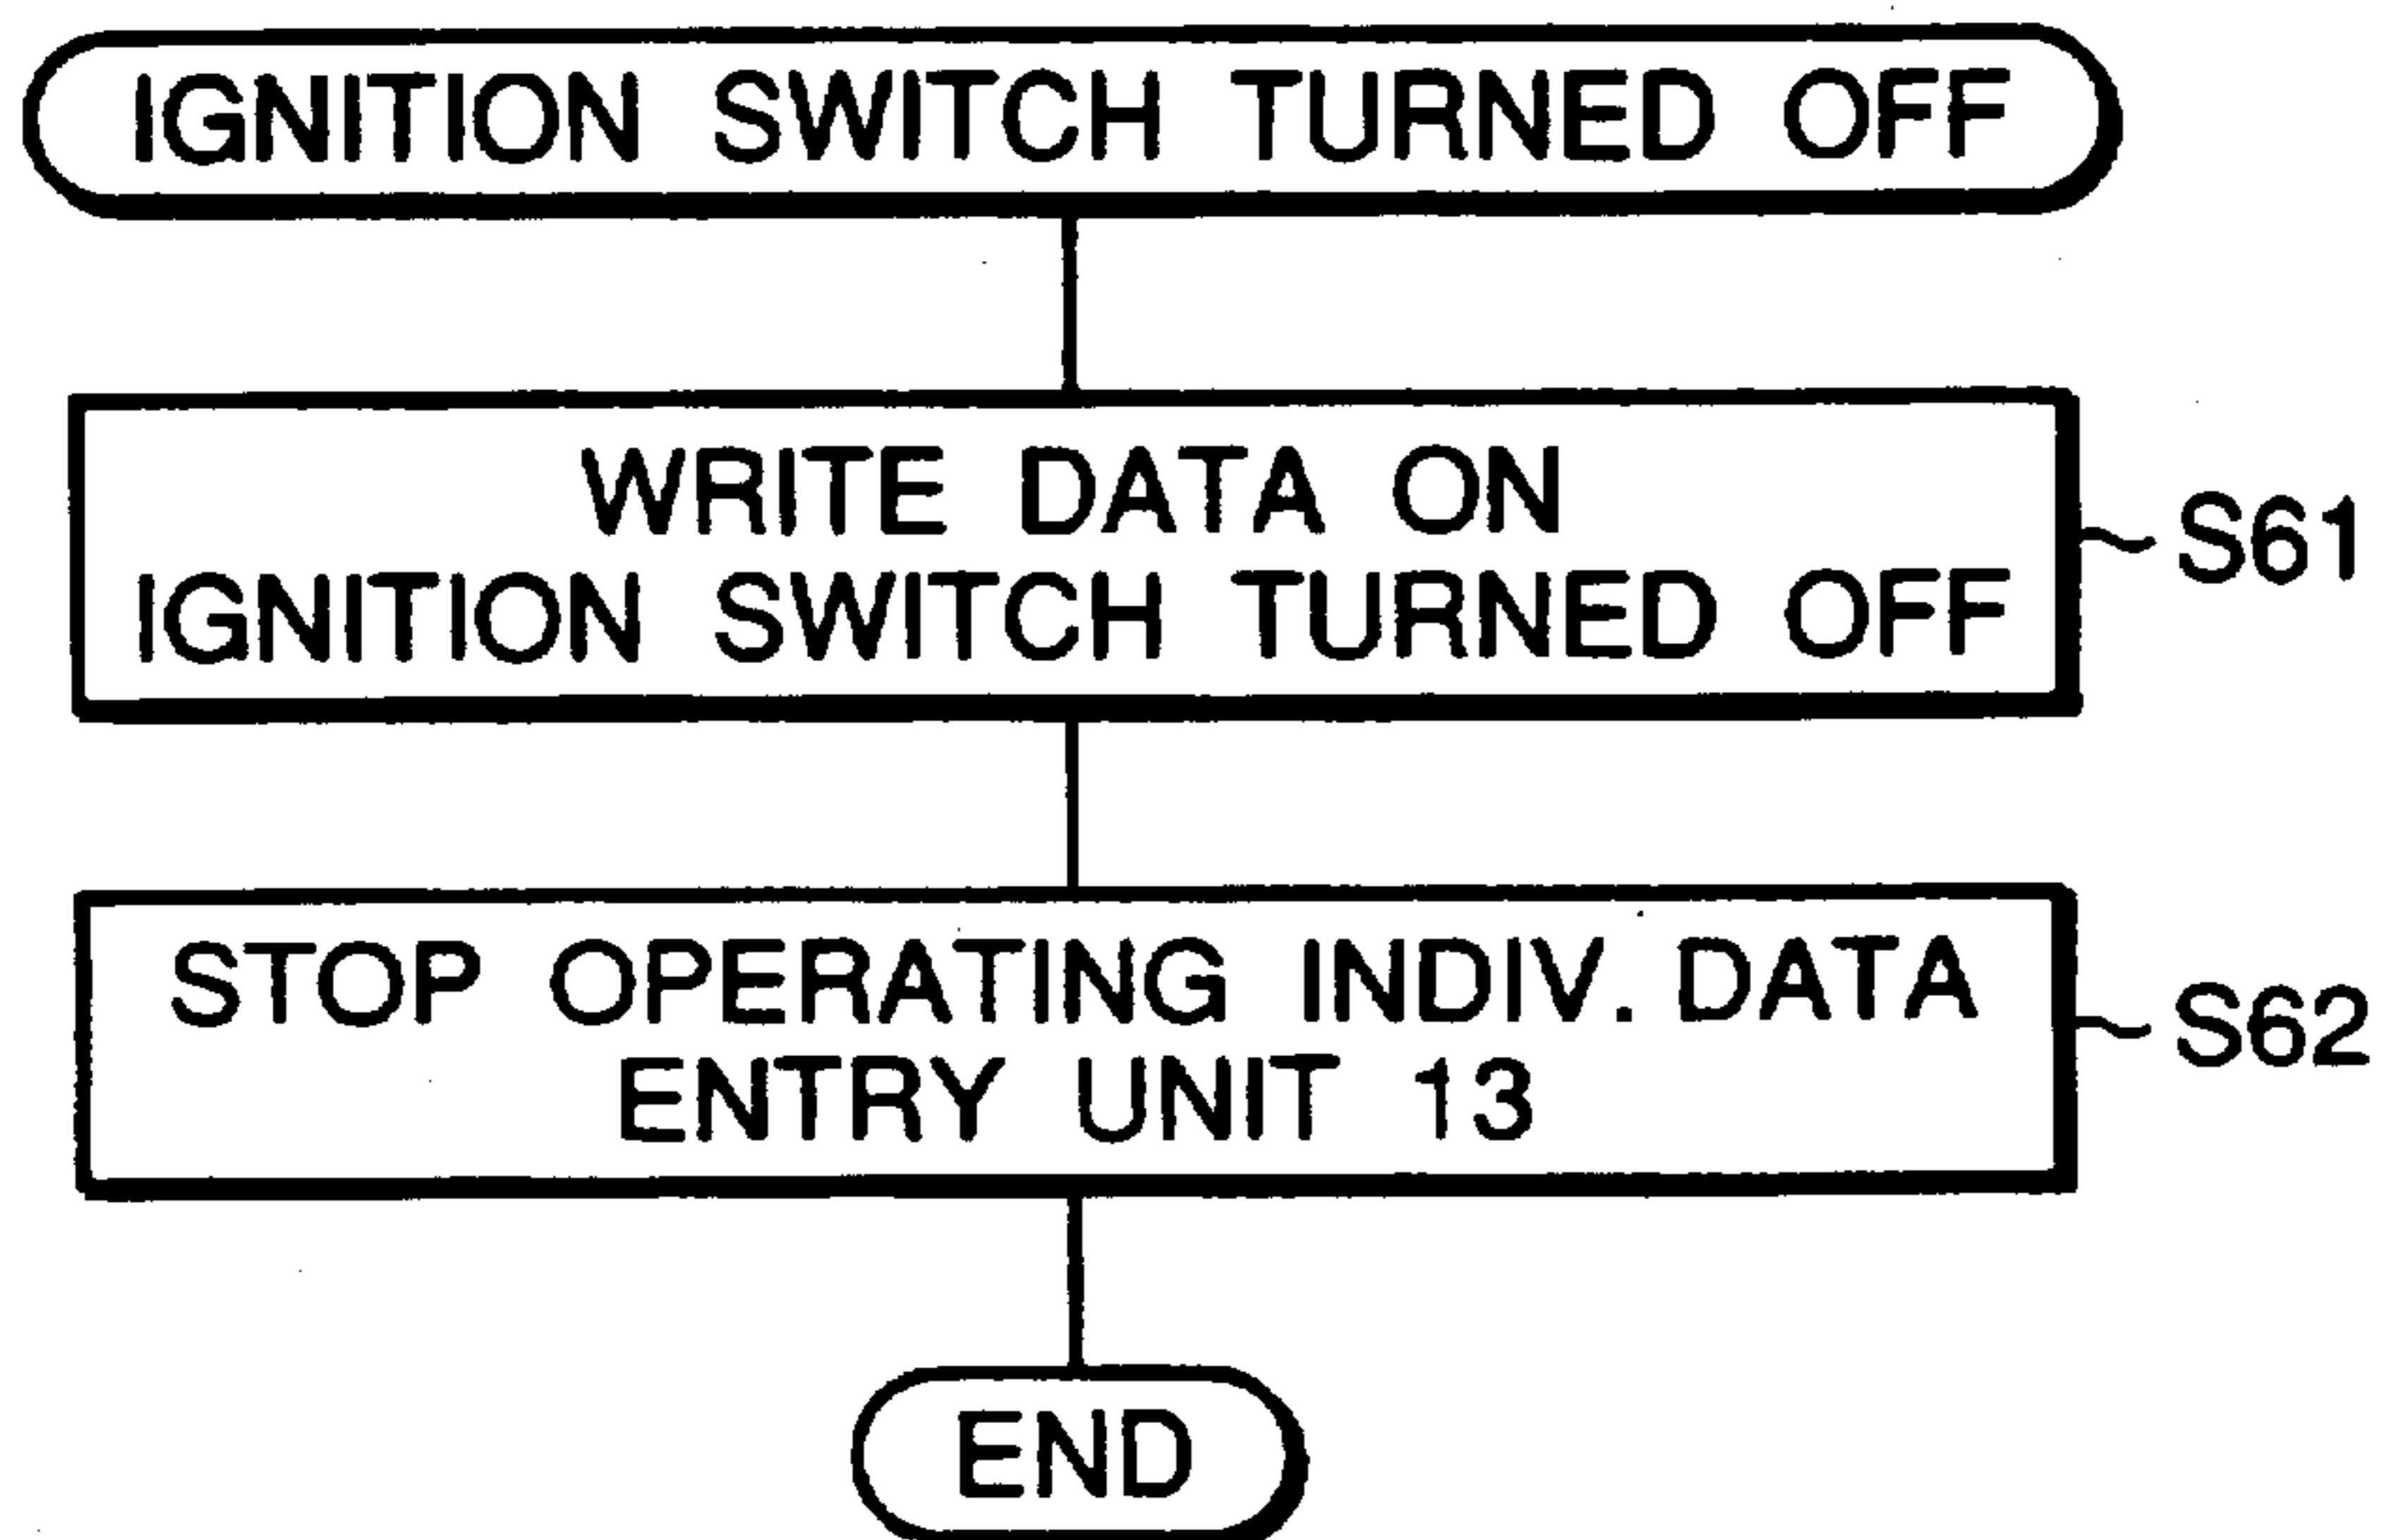 IGNITION SWITCH TURNED OFF
WRITE DATA ON
IGNITION SWITCH TURNED OFF
S61
STOP OPERATING INDIV. DATA
ENTRY UNIT 13
S62
END